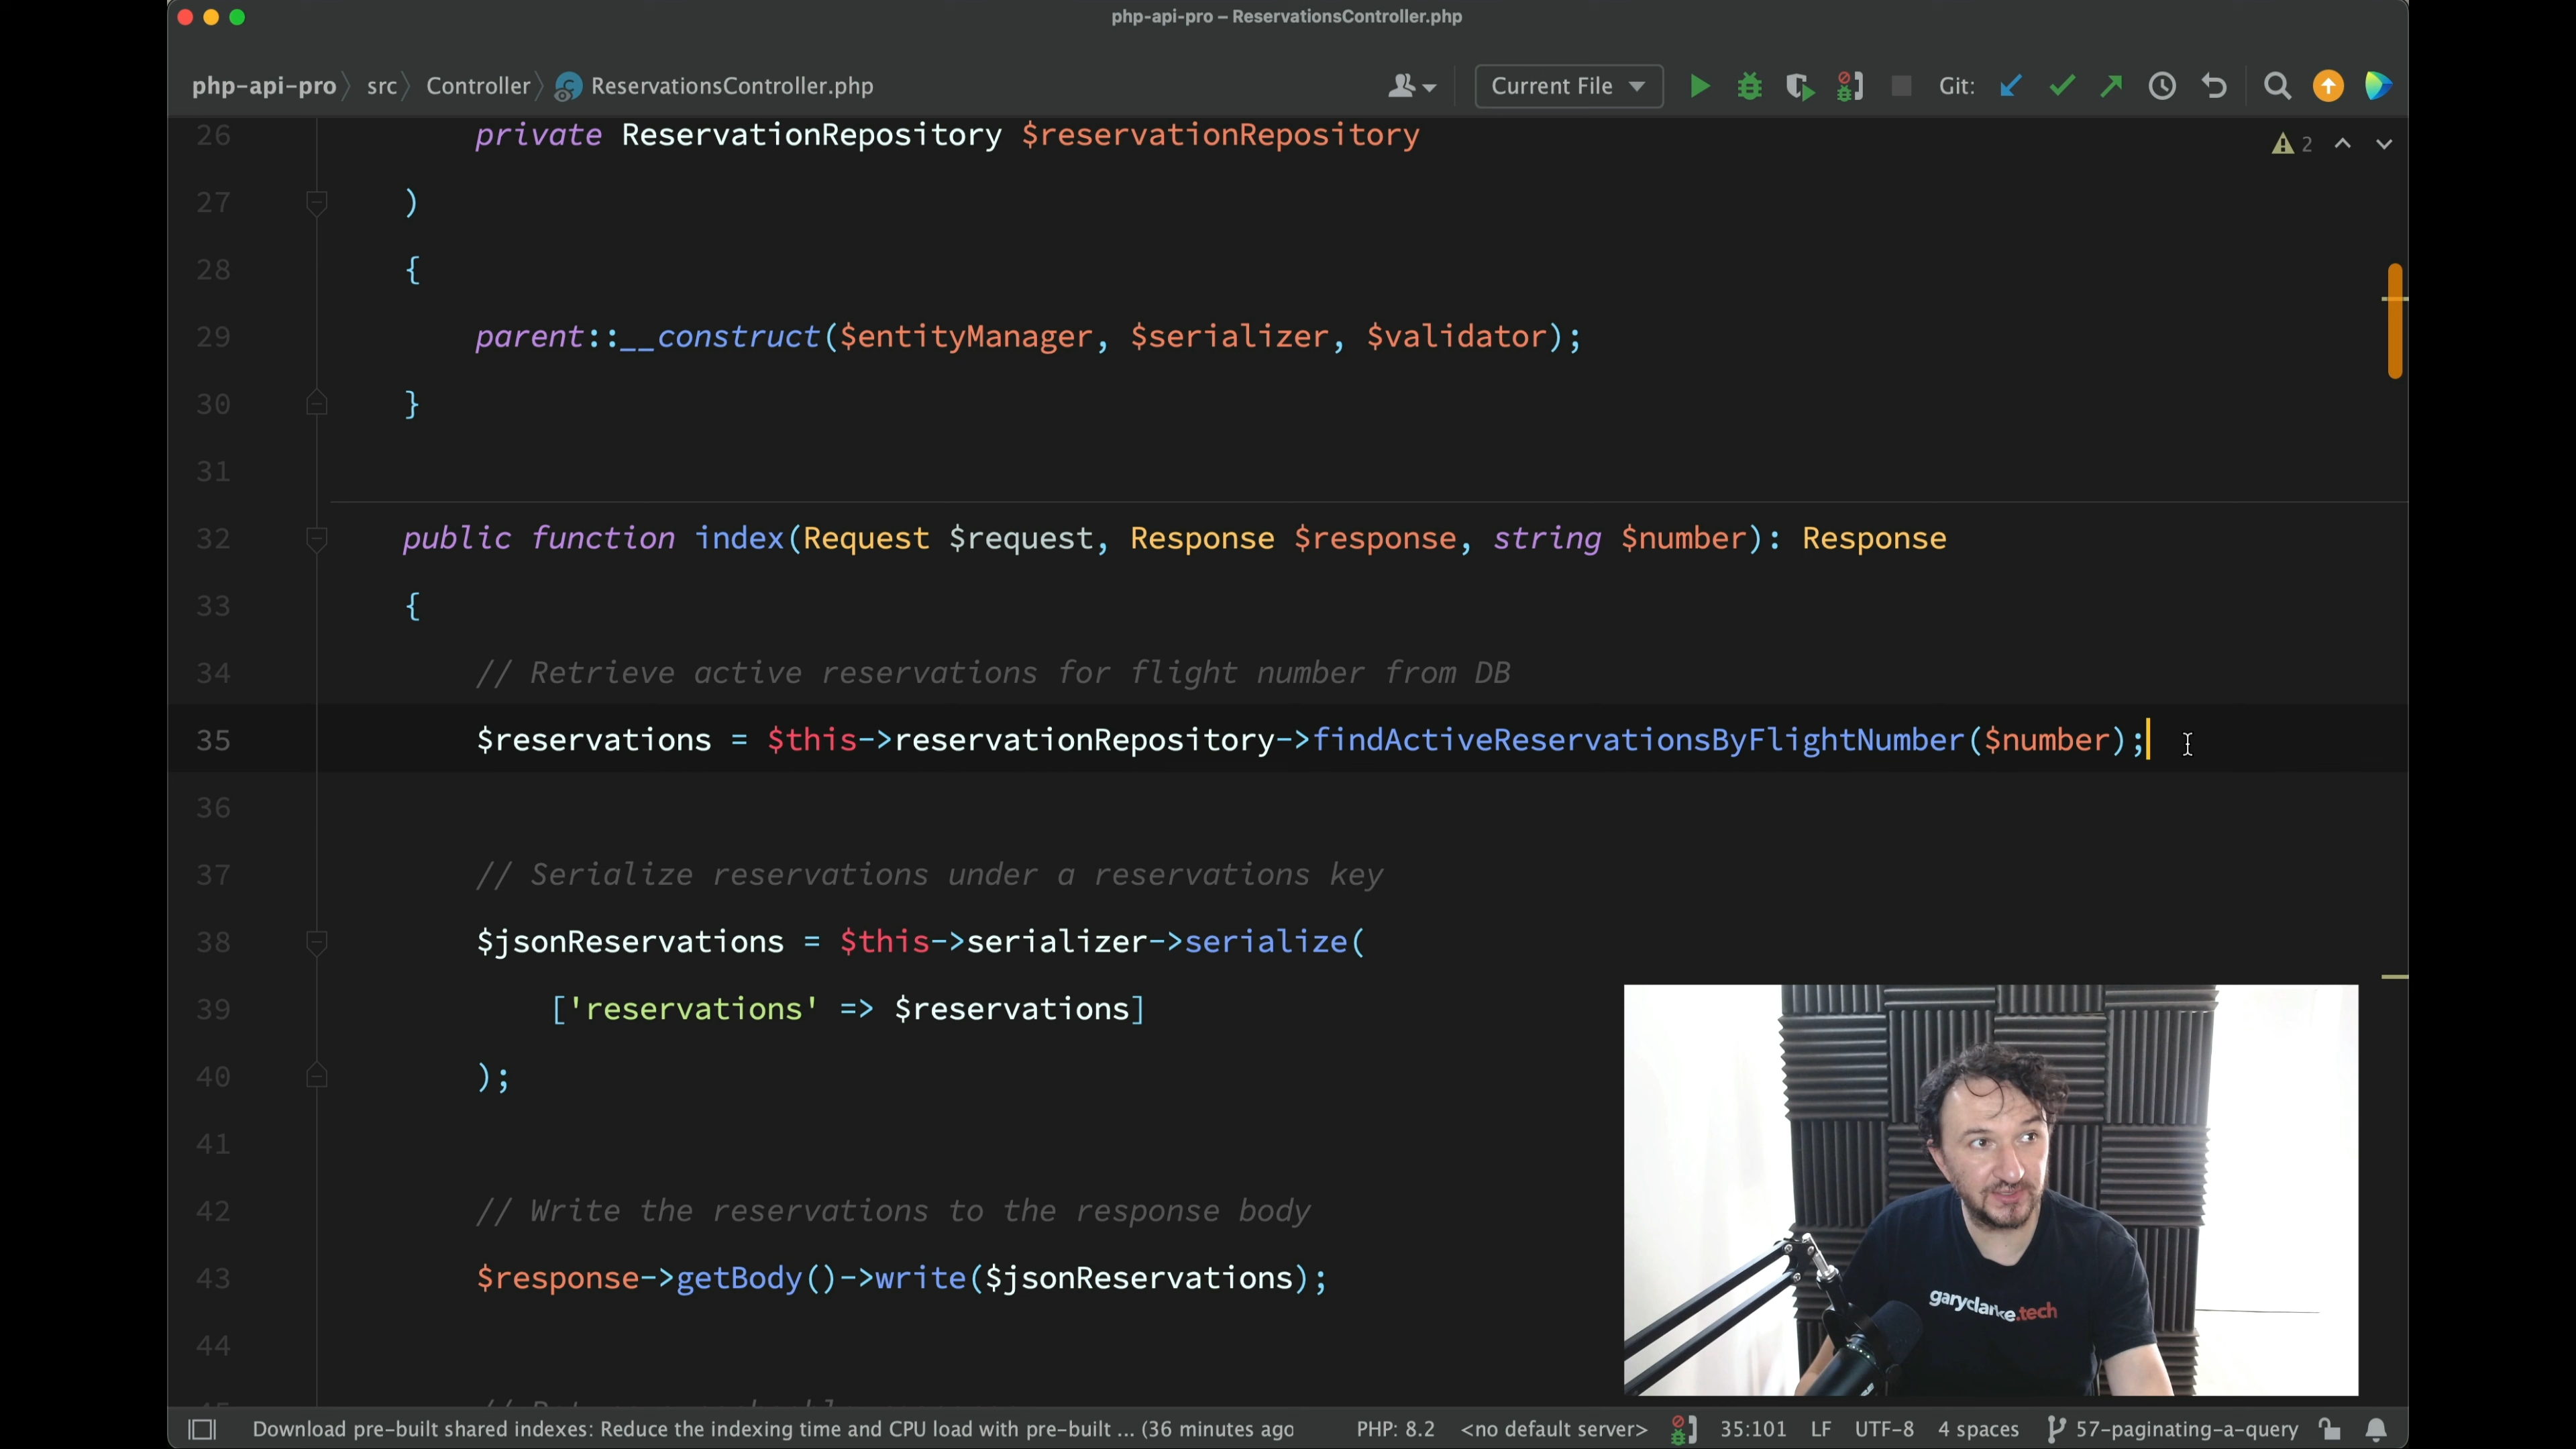 php-api-pro – ReservationsController.php
php-api-pro src Controller ReservationsController.php Current File Git:
26 private ReservationRepository $reservationRepository 2
27 )
28 {
29 parent::__construct($entityManager, $serializer, $validator);
30 }
31
32 public function index(Request $request, Response $response, string $number): Response
33 {
34 // Retrieve active reservations for flight number from DB
35 $reservations = $this->reservationRepository->findActiveReservationsByFlightNumber($number);
36
37 // Serialize reservations under a reservations key
38 $jsonReservations = $this->serializer->serialize(
39 ['reservations' => $reservations]
40 );
41
42 // Write the reservations to the response body
43 $response->getBody()->write($jsonReservations);
44
garyclarke.tech
Download pre-built shared indexes: Reduce the indexing time and CPU load with pre-built ... (36 minutes ago PHP: 8.2 <no default server> 35:101 LF UTF-8 4 spaces 57-paginating-a-query